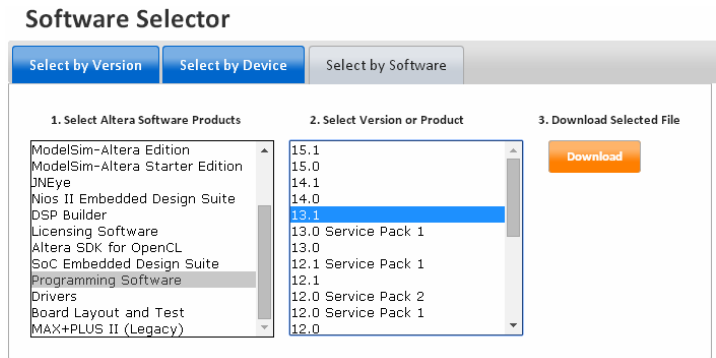 Software Selector
Select by Version
Select by Device
Select by Software
1. Select Altera Software Products
2. Select Version or Product
3. Download Selected File
ModelSim-Altera Edition
ModelSim-Altera Starter Edition
JNEye
Nios II Embedded Design Suite
DSP Builder
Licensing Software
Altera SDK for OpenCL
SoC Embedded Design Suite
Programming Software
Drivers
Board Layout and Test
MAX+PLUS II (Legacy)
15.1
15.0
14.1
14.0
13.1
13.0 Service Pack 1
13.0
12.1 Service Pack 1
12.1
12.0 Service Pack 2
12.0 Service Pack 1
12.0
Download